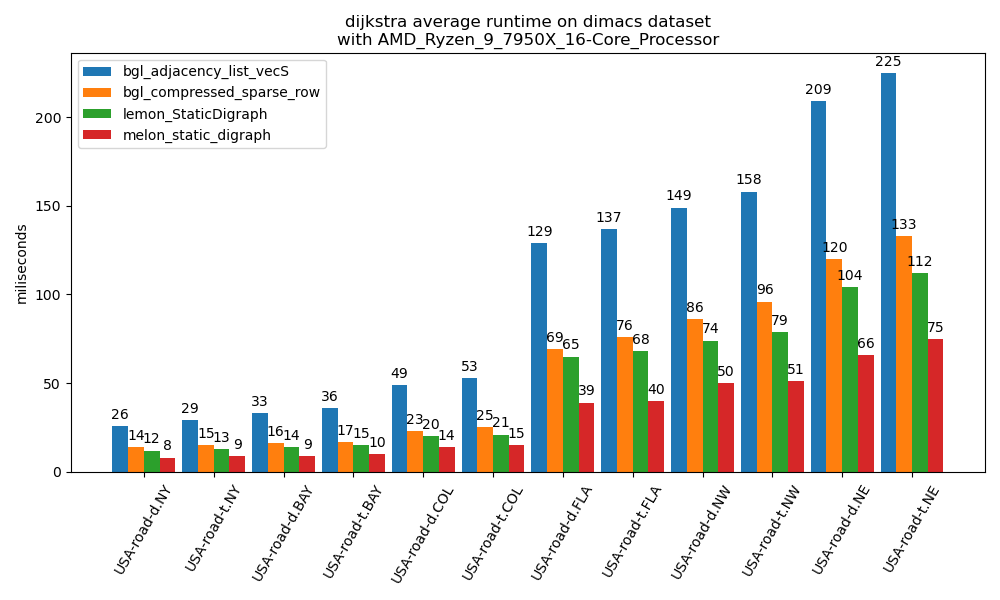 dijkstra average runtime on dimacs dataset
with AMD_Ryzen_9_7950X_16-Core_Processor
bgl_adjacency_list_vecS
bgl_compressed_sparse_row
lemon_StaticDigraph
melon_static_digraph
miliseconds
200
150
100
50
0
26 14 12 8
29 15 13 9
33 16 14 9
36 17 15 10
49 23 20 14
53 25 21 15
129 69 65 39
137 76 68 40
149 86 74 50
158 96 79 51
209 120 104 66
225 133 112 75
USA-road-d.NY
USA-road-t.NY
USA-road-d.BAY
USA-road-t.BAY
USA-road-d.COL
USA-road-t.COL
USA-road-d.FLA
USA-road-t.FLA
USA-road-d.NW
USA-road-t.NW
USA-road-d.NE
USA-road-t.NE